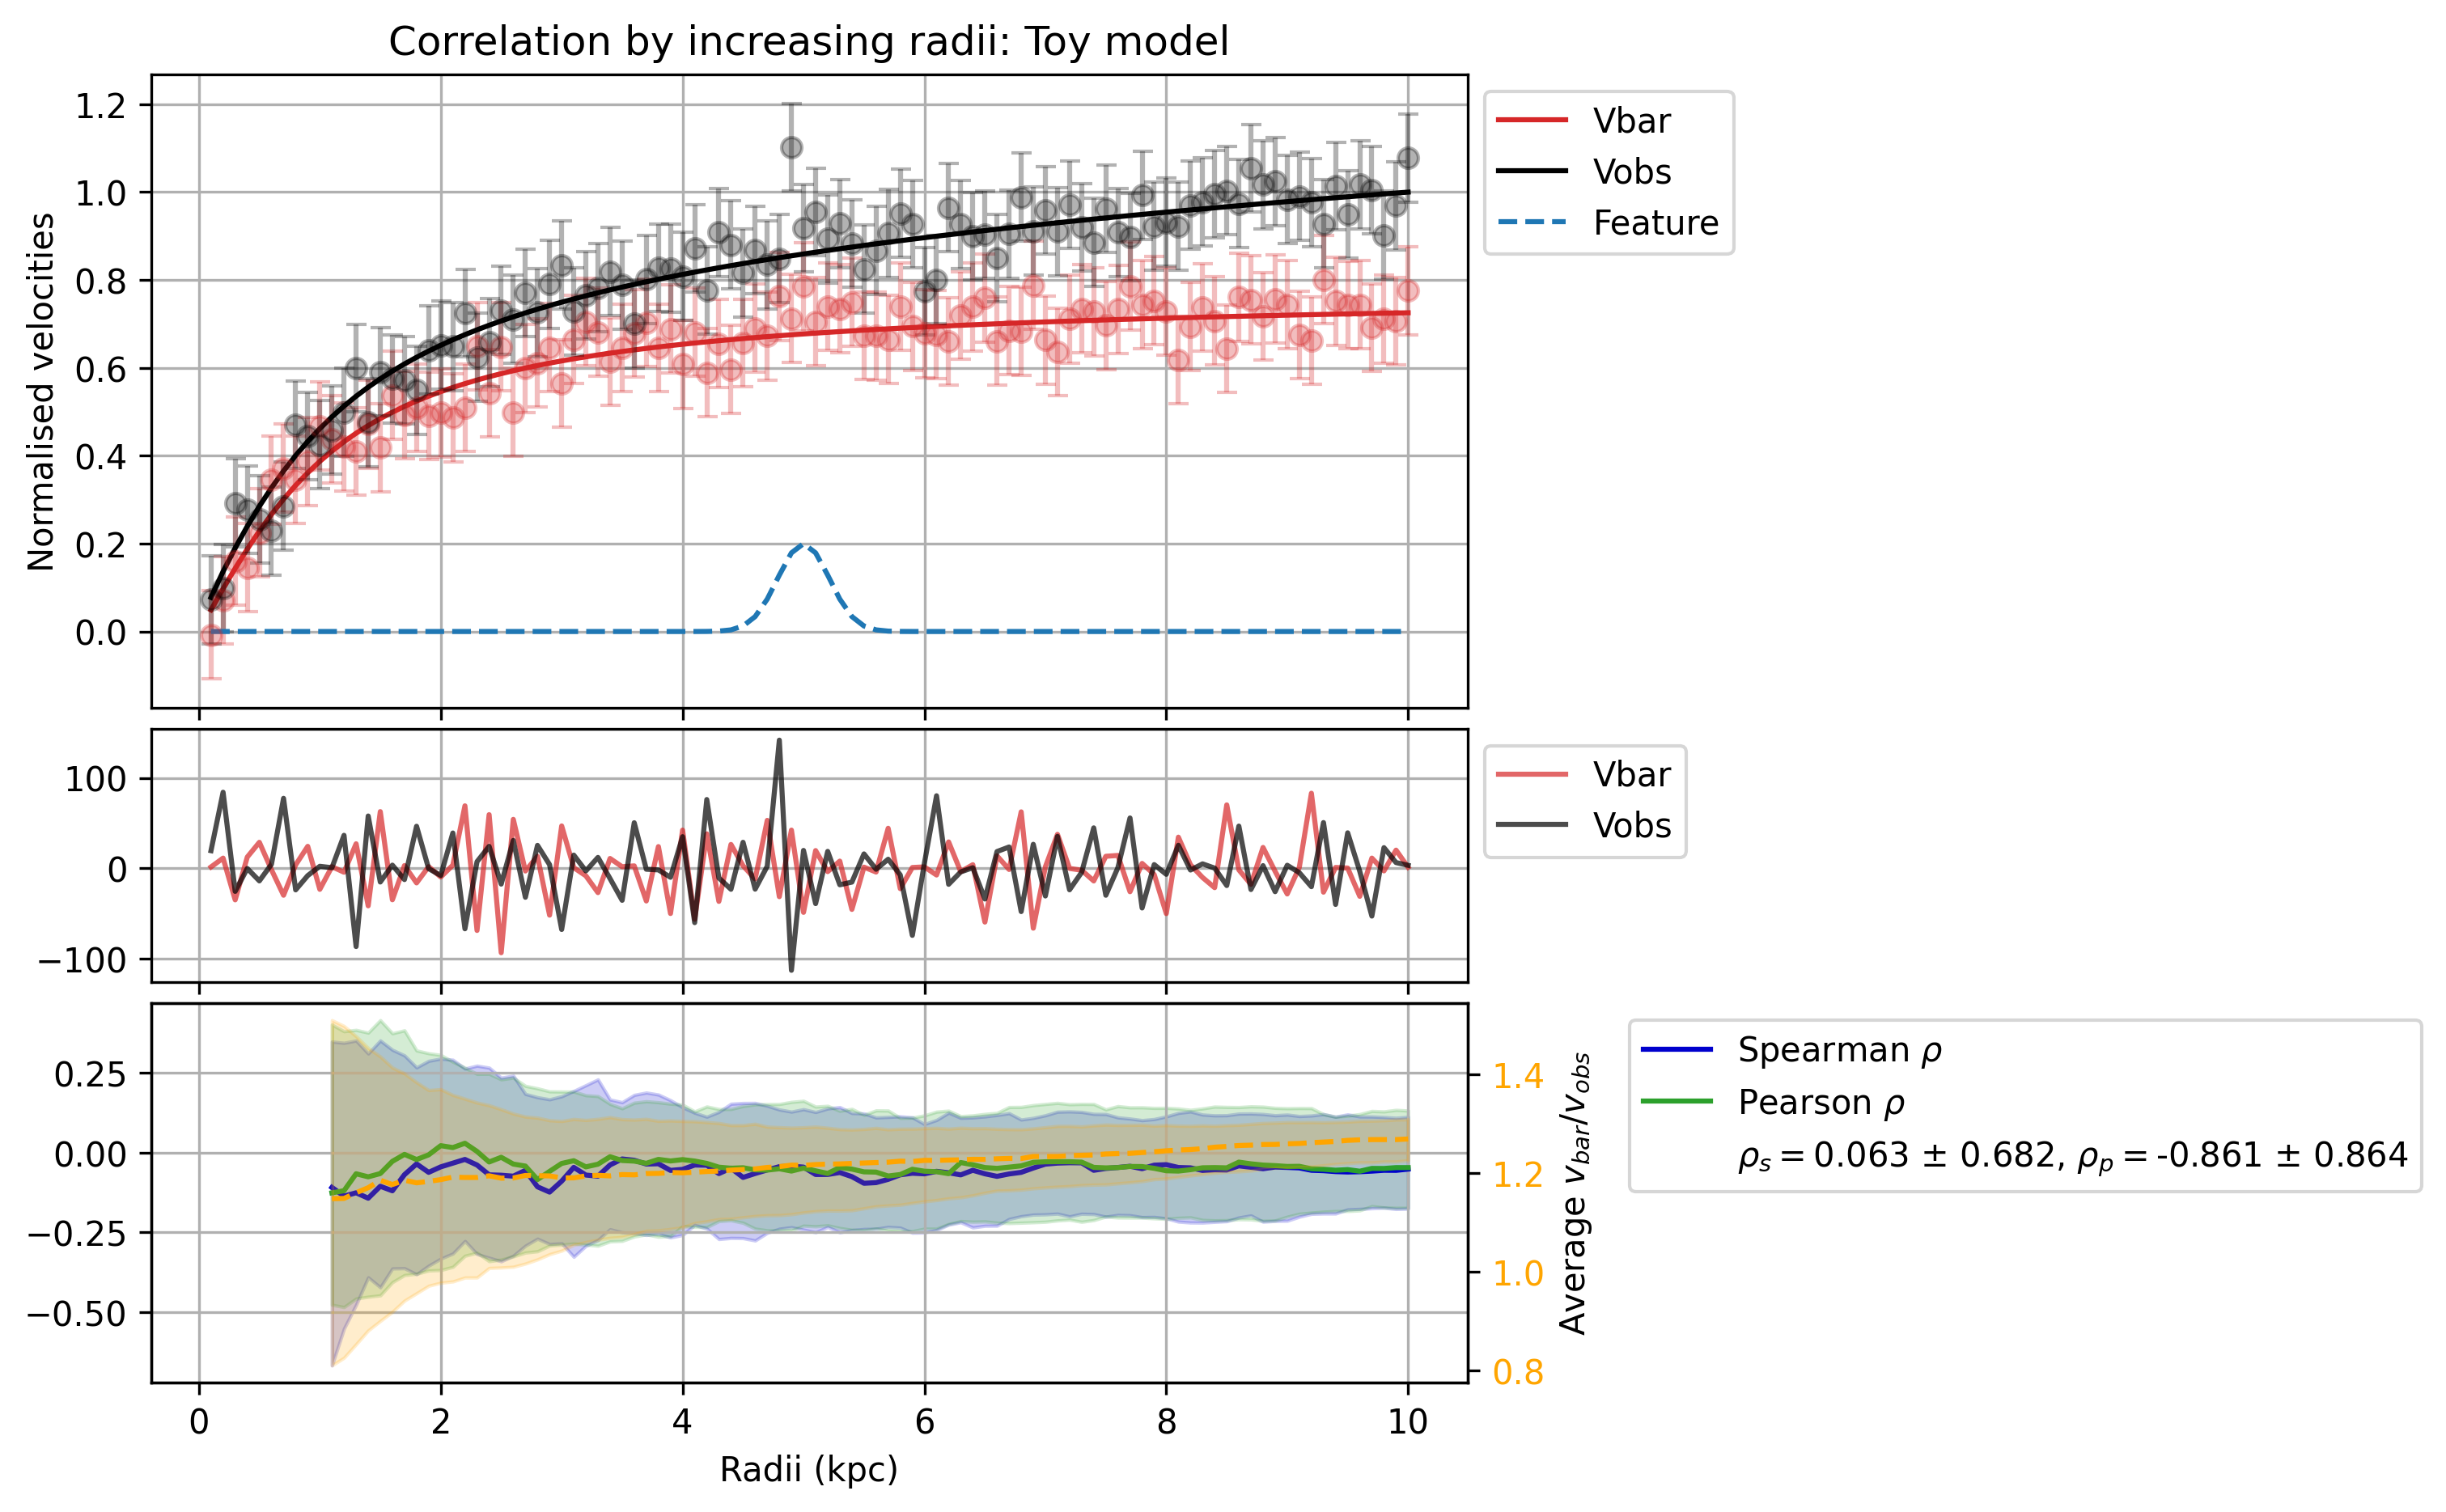 Correlation by increasing radii: Toy model
Normalised velocities
1.2
1.0
0.8
0.6
0.4
0.2
0.0
Vbar
Vobs
Feature
100
0
−100
Vbar
Vobs
0.25
0.00
−0.25
−0.50
1.4
1.2
1.0
0.8
Average v_bar/v_obs
Spearman ρ
Pearson ρ
ρ_s = 0.063 ± 0.682, ρ_p = -0.861 ± 0.864
0 2 4 6 8 10
Radii (kpc)